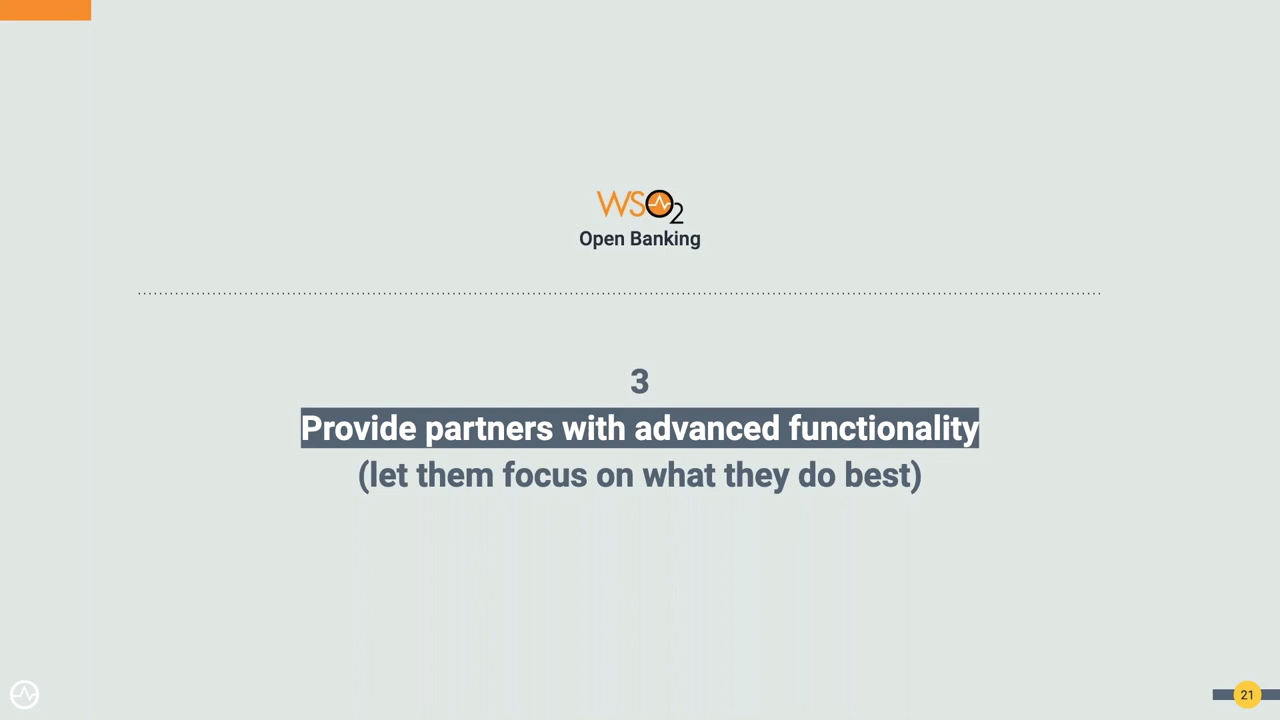 WSO2
Open Banking
3
Provide partners with advanced functionality
(let them focus on what they do best)
21